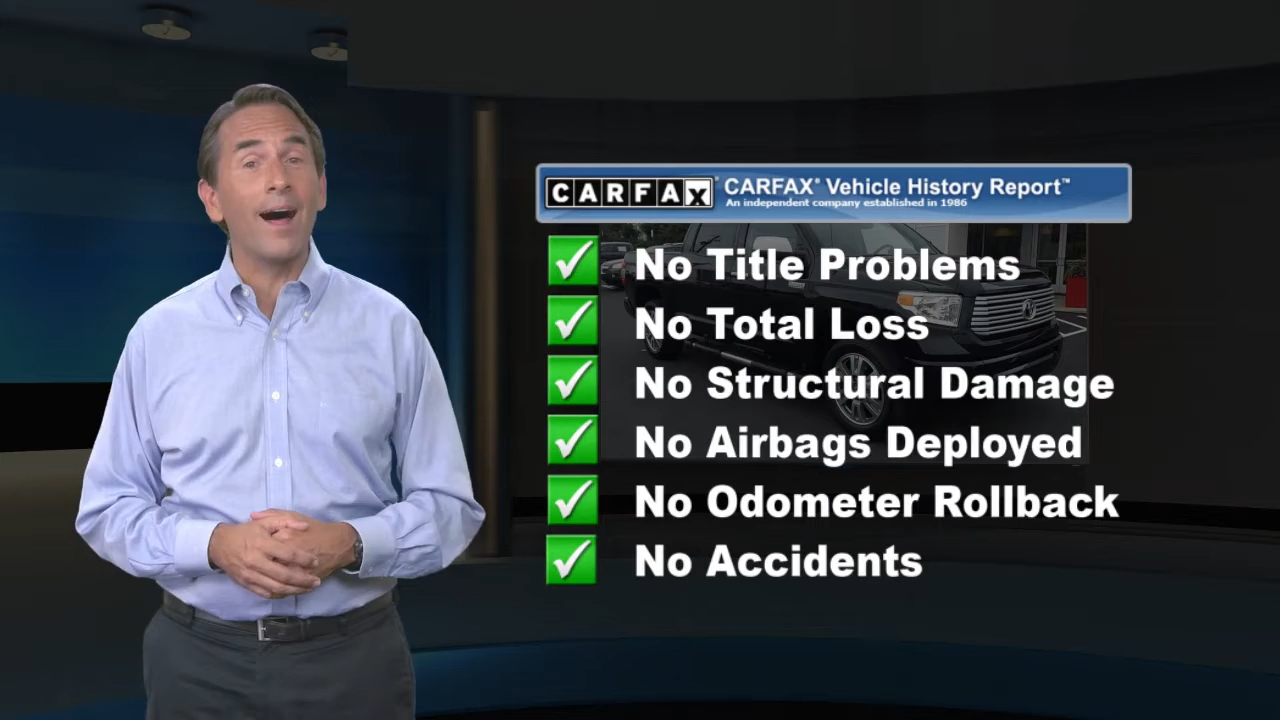 CARFAX® CARFAX® Vehicle History Report™
An independent company established in 1986
No Title Problems
No Total Loss
No Structural Damage
No Airbags Deployed
No Odometer Rollback
No Accidents